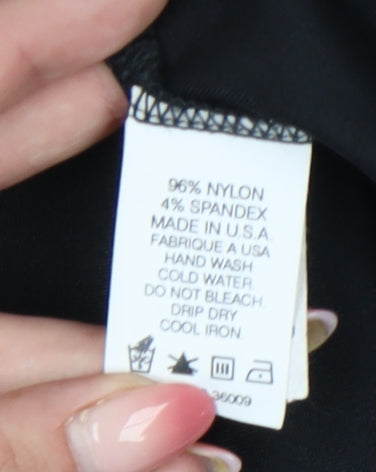 96% NYLON
4% SPANDEX
MADE IN U.S.A.
FABRIQUE A USA
HAND WASH
COLD WATER.
DO NOT BLEACH.
DRIP DRY
COOL IRON.
36009